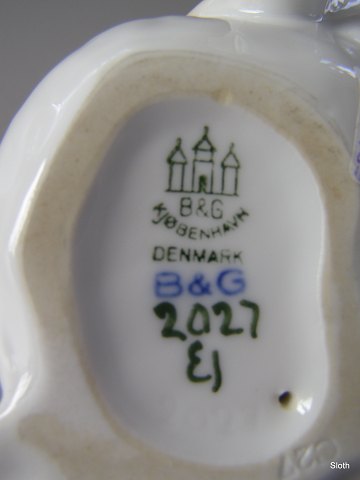 B&G
KJØBENHAVN
DENMARK
B&G
2027
EJ
Sloth